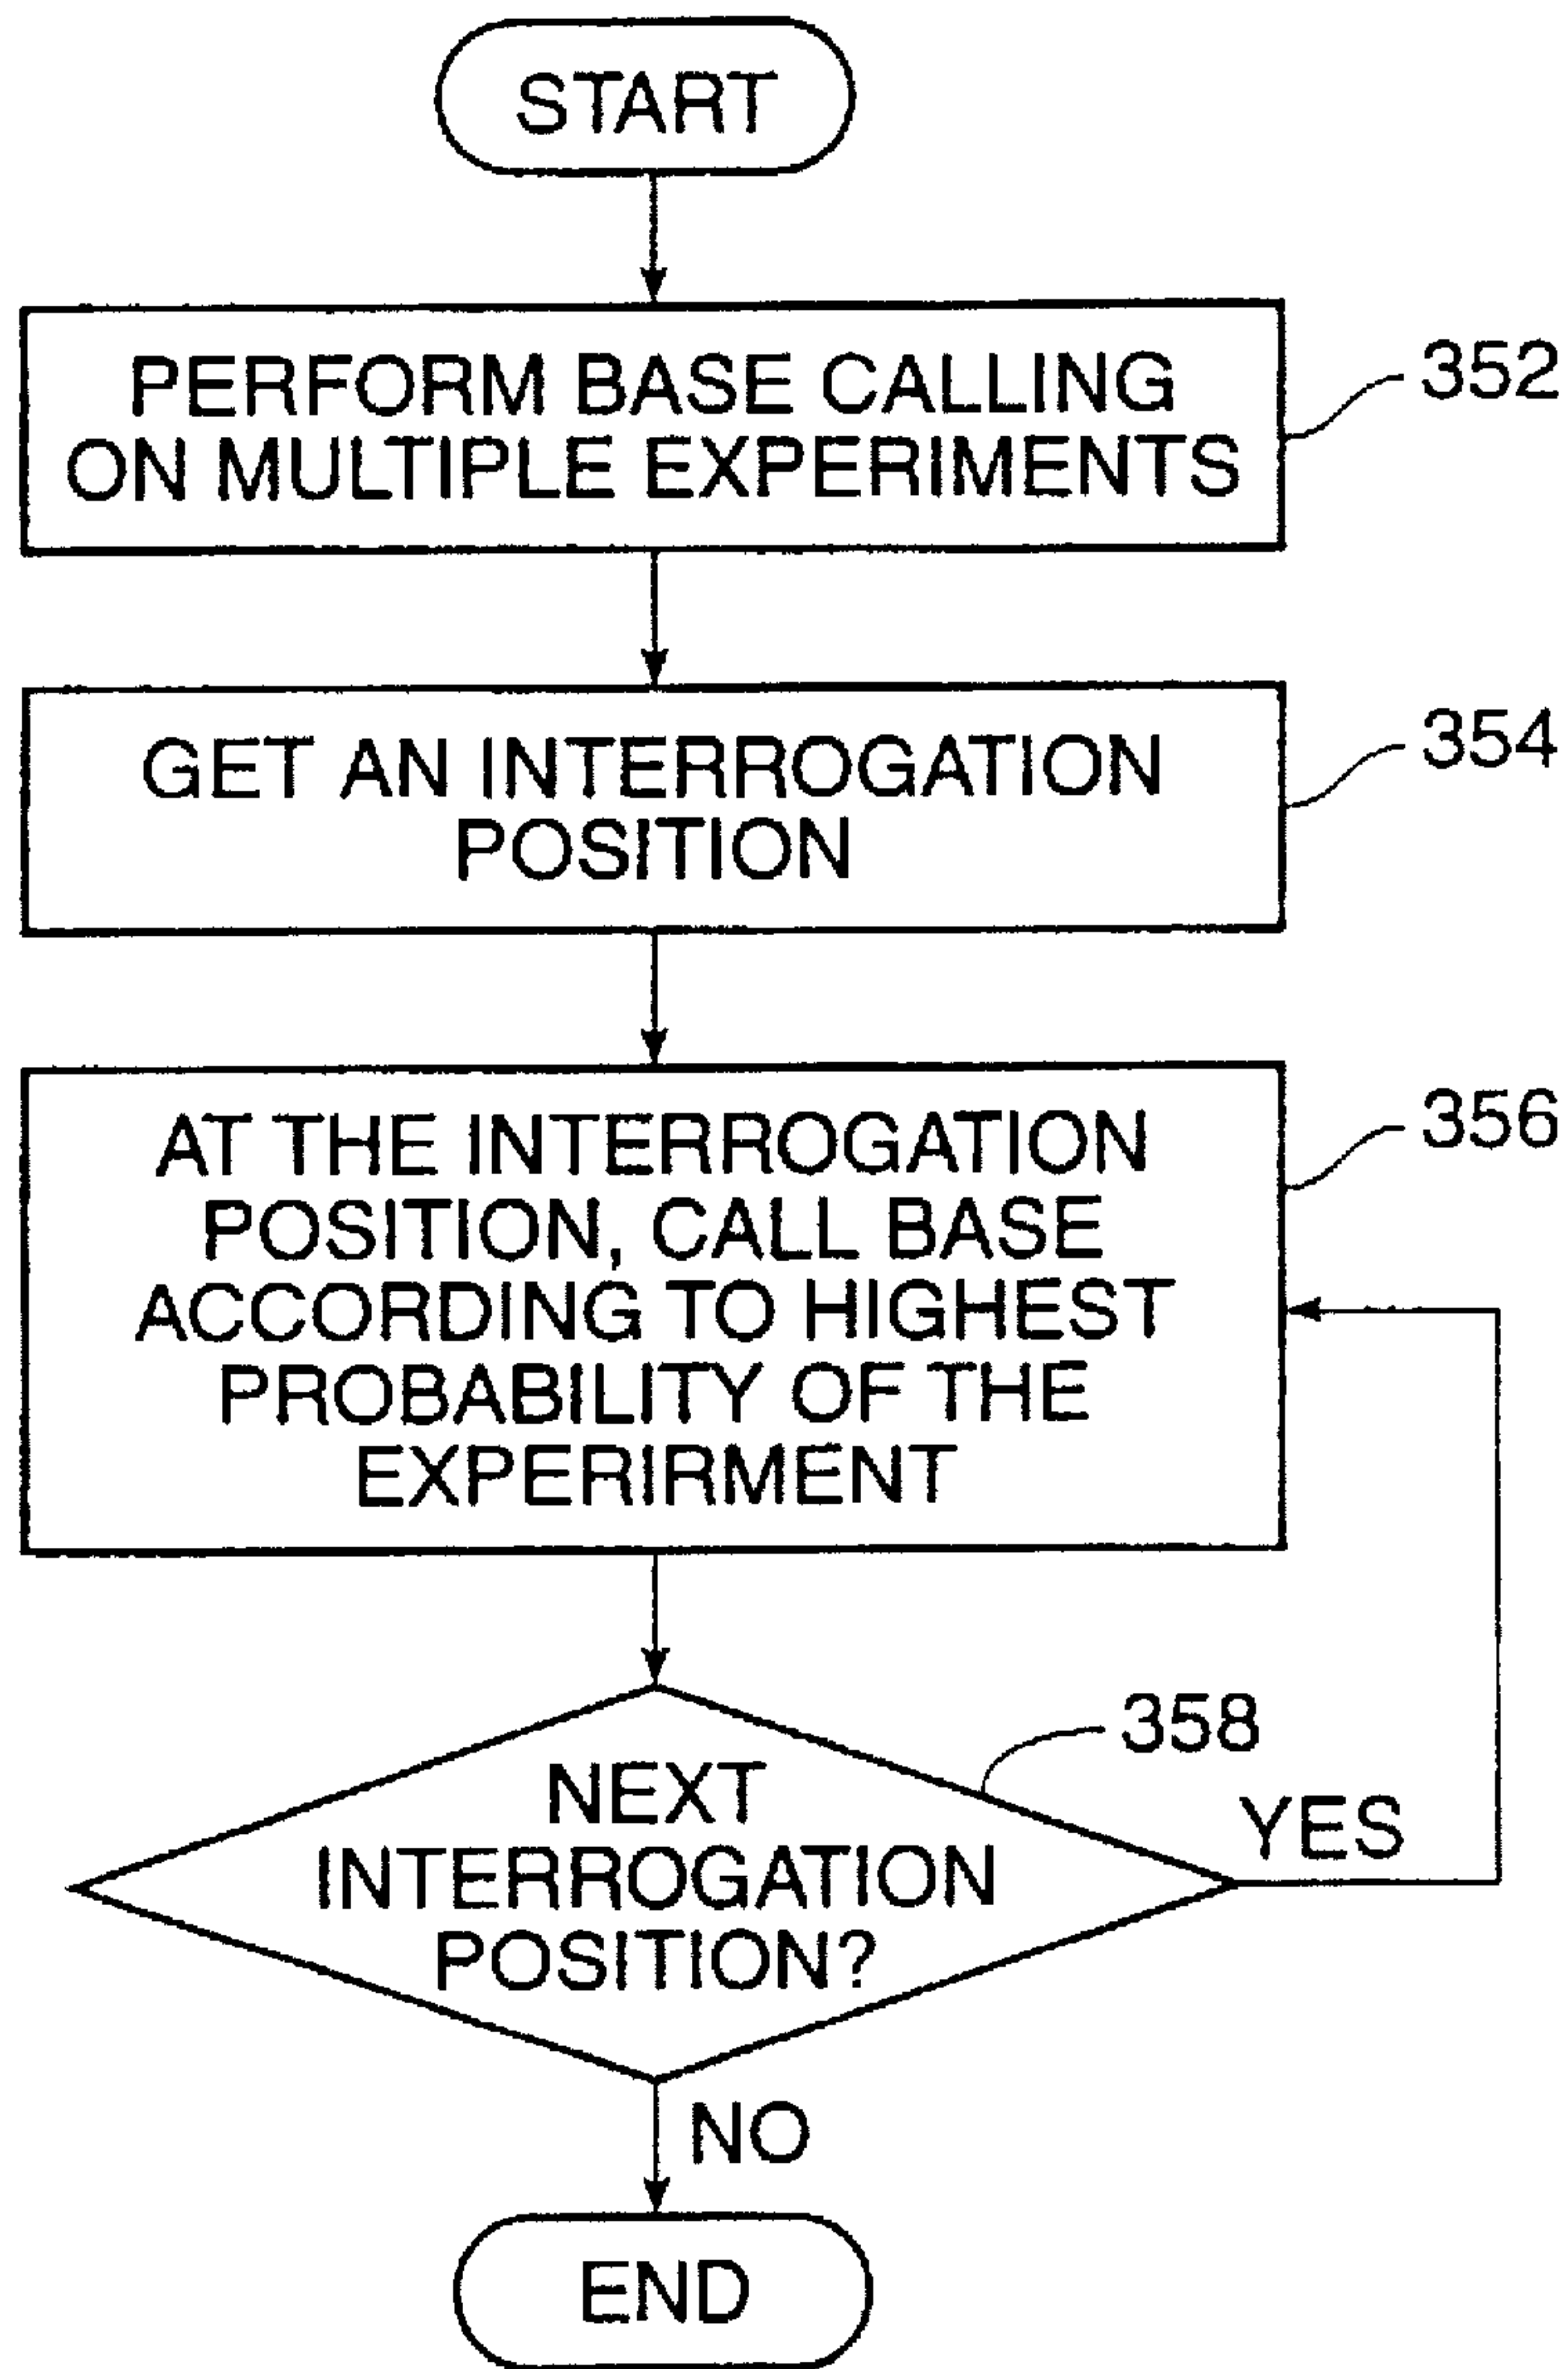 START
PERFORM BASE CALLING
ON MULTIPLE EXPERIMENTS
352
GET AN INTERROGATION
POSITION
354
AT THE INTERROGATION
POSITION, CALL BASE
ACCORDING TO HIGHEST
PROBABILITY OF THE
EXPERIRMENT
356
NEXT
INTERROGATION
POSITION?
358
YES
NO
END